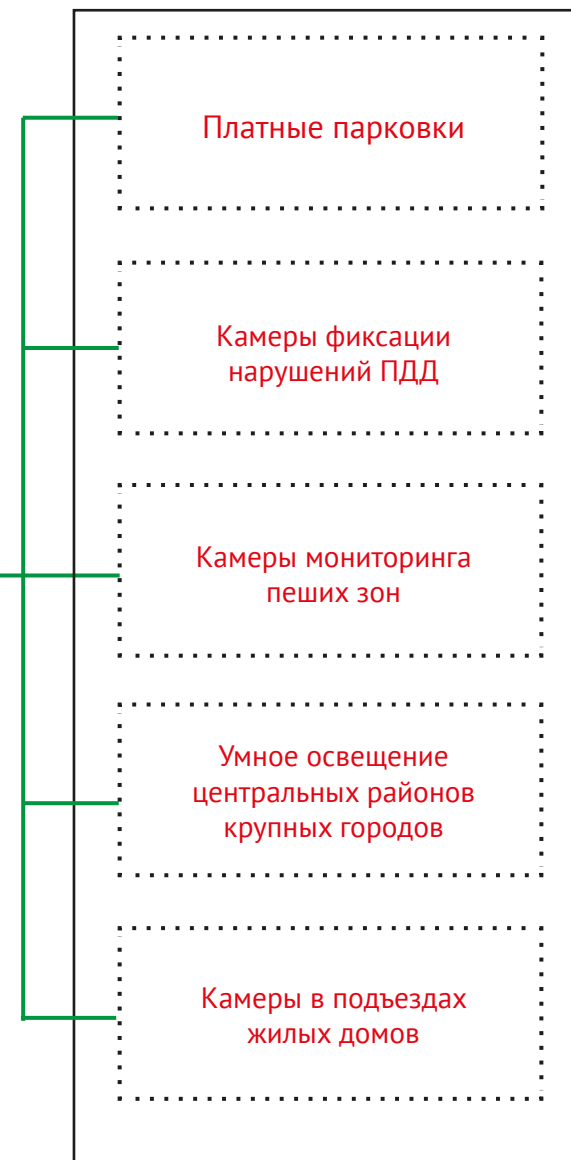 Платные парковки
Камеры фиксации
нарушений ПДД
Камеры мониторинга
пеших зон
Умное освещение
центральных районов
крупных городов
Камеры в подъездах
жилых домов